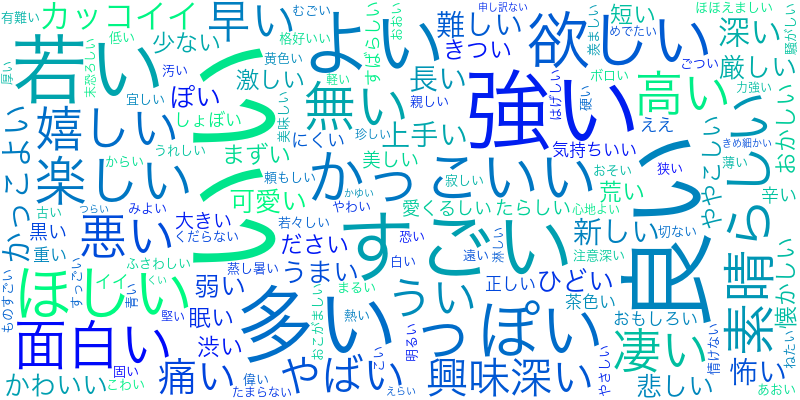 有難い
カッコイイ
早い
むごい
よい
おおい
難しい
申し訳ない
欲しい
羨ましい
めでたい
短い
ほほえましい
深い
騒がしい
厚い
若い
末恐ろしい
低い
少ない
格好いい
すばらしい
きつい
ごつい
厳しい
汚い
黄色い
激しい
軽い
長い
強い
はげしい
ボロい
高い
力強い
宜しい
ぽい
いい
美味しい
無い
親しい
硬い
嬉しい
しょぼい
珍しい
上手い
ええ
きめ細かい
うれしい
まずい
にくい
気持ちいい
薄い
おかしい
かっこよい
楽しい
からい
頼もしい
かっこいい
美しい
寂しい
おそい
狭い
ややこしい
辛い
可愛い
かゆい
荒い
古い
つらい
やわい
愛くるしい
たらしい
心地よい
黒い
みよい
大きい
若々しい
すごい
新しい
切ない
良い
素晴らしい
懐かしい
悪い
くだらない
ださい
恐い
重い
白い
遠い
楽しい
注意深い
ふさわしい
蒸し暑い
うまい
ひどい
ものすごい
ほしい
すっごい
イイ
青い
くい
弱い
おこがましい
まるい
うい
正しい
茶色い
堅い
眠い
多い
熱い
明るい
っぽい
おもしろい
凄い
情けない
ねたい
面白い
渋い
怖い
固い
痛い
偉い
やばい
こい
興味深い
やさしい
悲しい
かわいい
こわい
たまらない
えらい
あおい